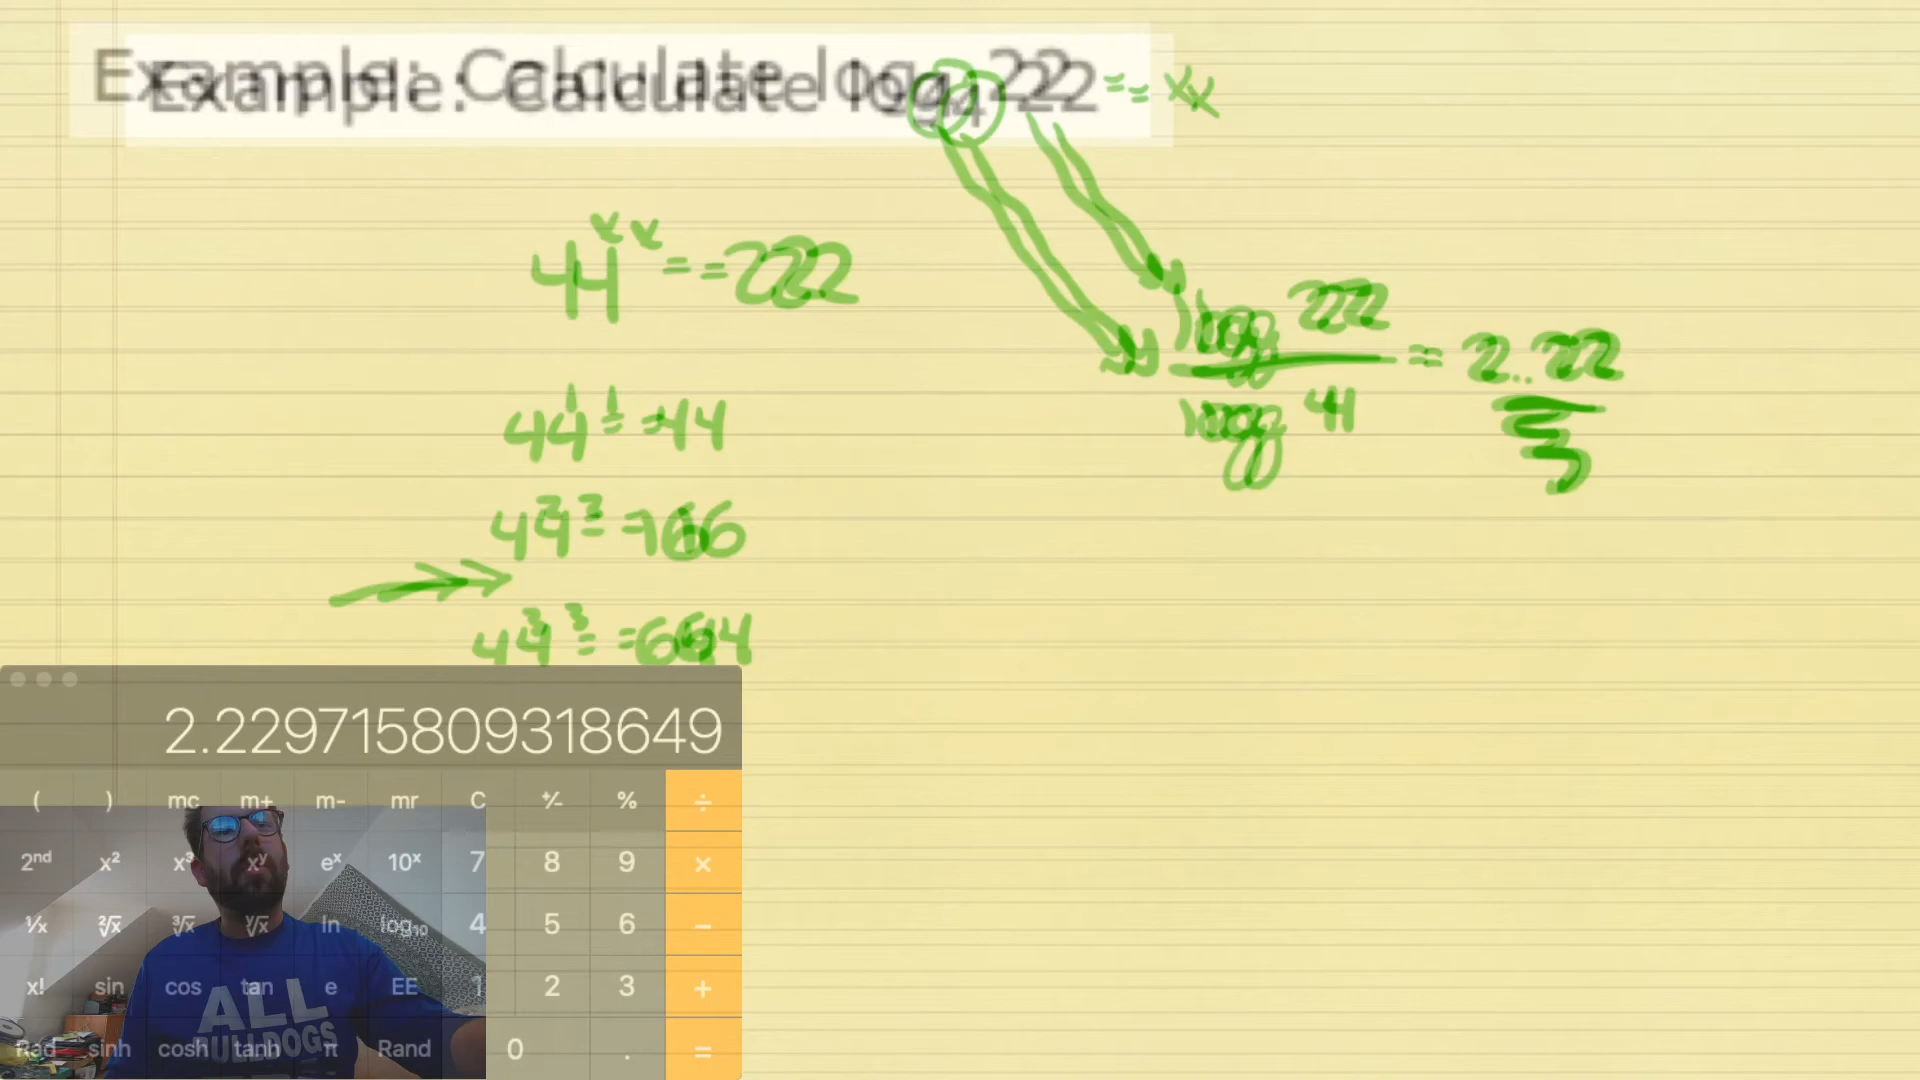 Example: Calculate log₄ 22 = x
4ˣ = 22
log 22
= 2.22
log 4
4¹ = 4
4² = 16
4³ = 64
2.229715809318649
( ) mc m+ m- mr C ⁺⁄₋ % ÷
2ⁿᵈ x² x³ xʸ eˣ 10ˣ 7 8 9 ×
¹⁄x ²√x ³√x ʸ√x ln log₁₀ 4 5 6 −
x! sin cos tan e EE 1 2 3 +
Rad sinh cosh tanh π Rand 0 . =
ALL
BULLDOGS